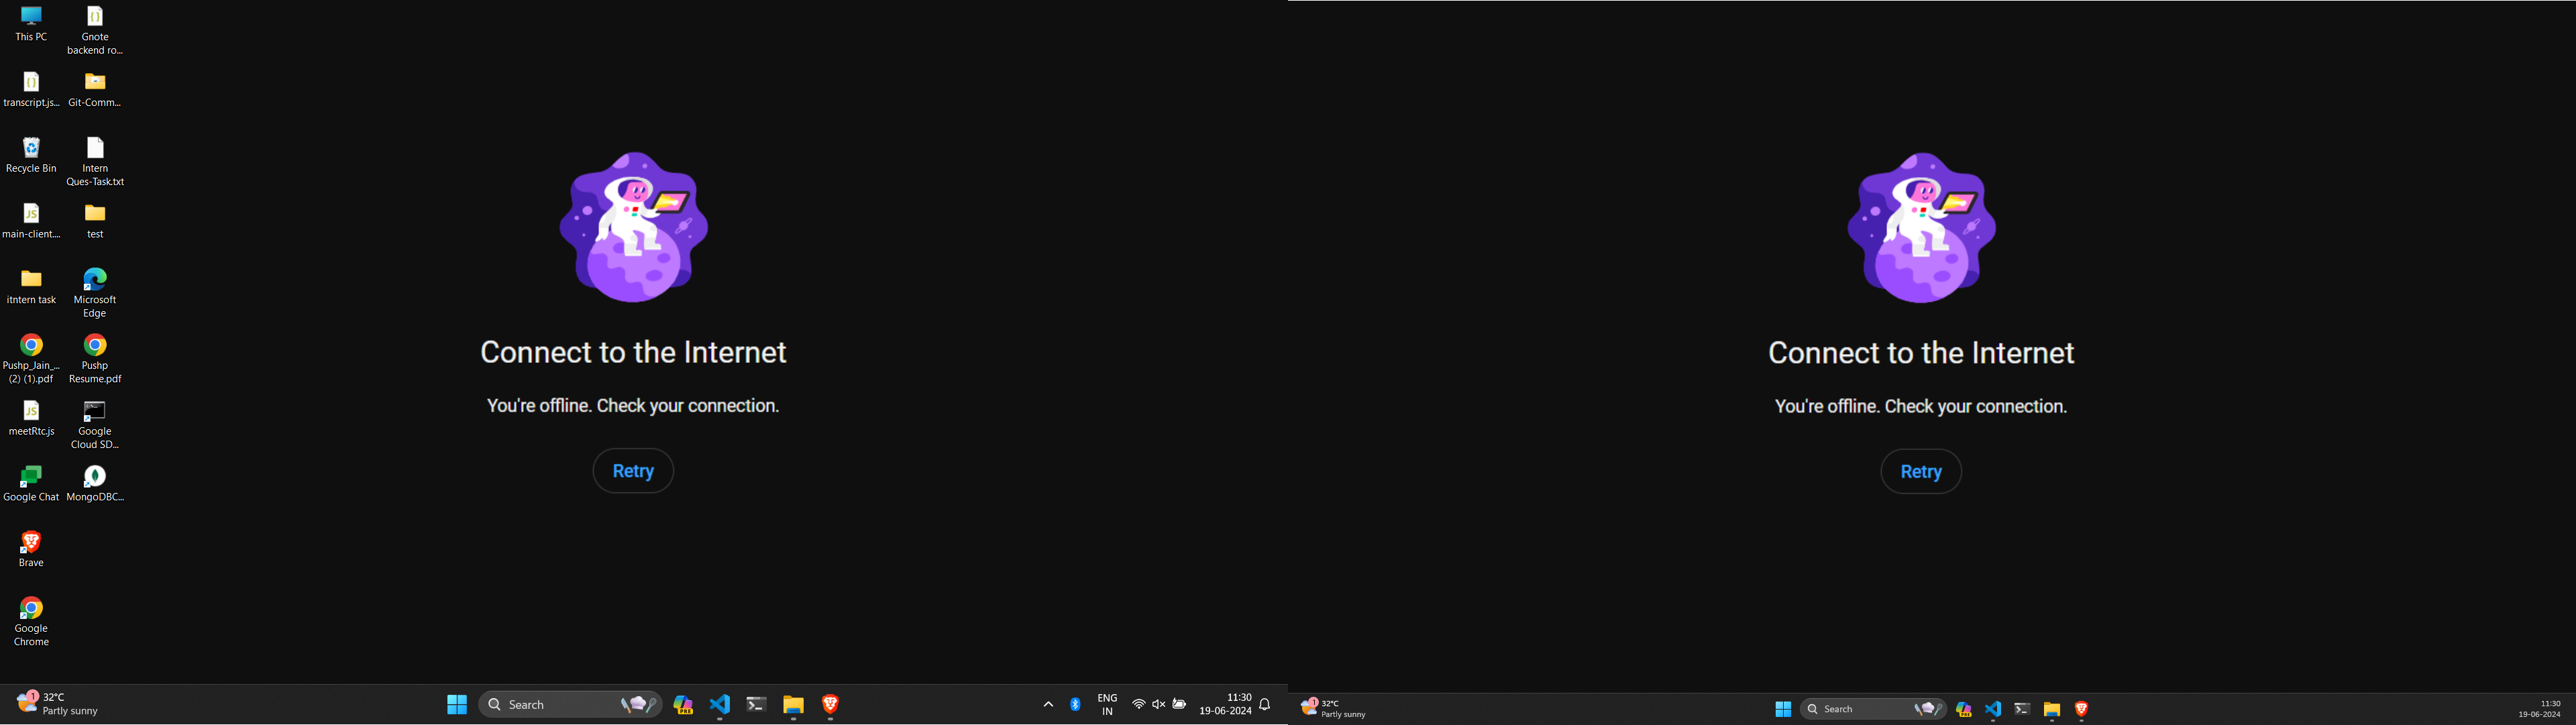 This PC
Gnote
backend ro...
transcript.js...
Git-Comm...
Recycle Bin
Intern
Ques-Task.txt
main-client....
test
itntern task
Microsoft
Edge
Pushp_Jain_...
(2) (1).pdf
Pushp
Resume.pdf
meetRtc.js
Google
Cloud SD...
Google Chat
MongoDBC...
Brave
Google
Chrome
Connect to the Internet
You're offline. Check your connection.
Retry
1
32°C
Partly sunny
Search
PRE
ENG
IN
11:30
19-06-2024
Connect to the Internet
You're offline. Check your connection.
Retry
1
32°C
Partly sunny
Search
PRE
11:30
19-06-2024